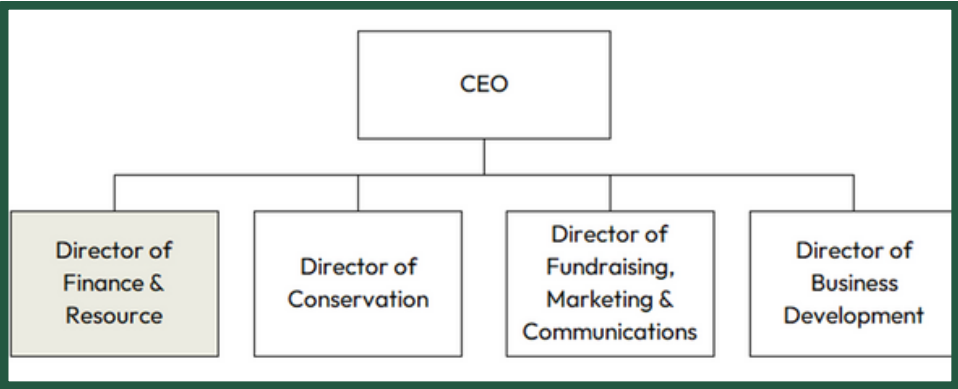 CEO
Director of
Finance &
Resource
Director of
Conservation
Director of
Fundraising,
Marketing &
Communications
Director of
Business
Development